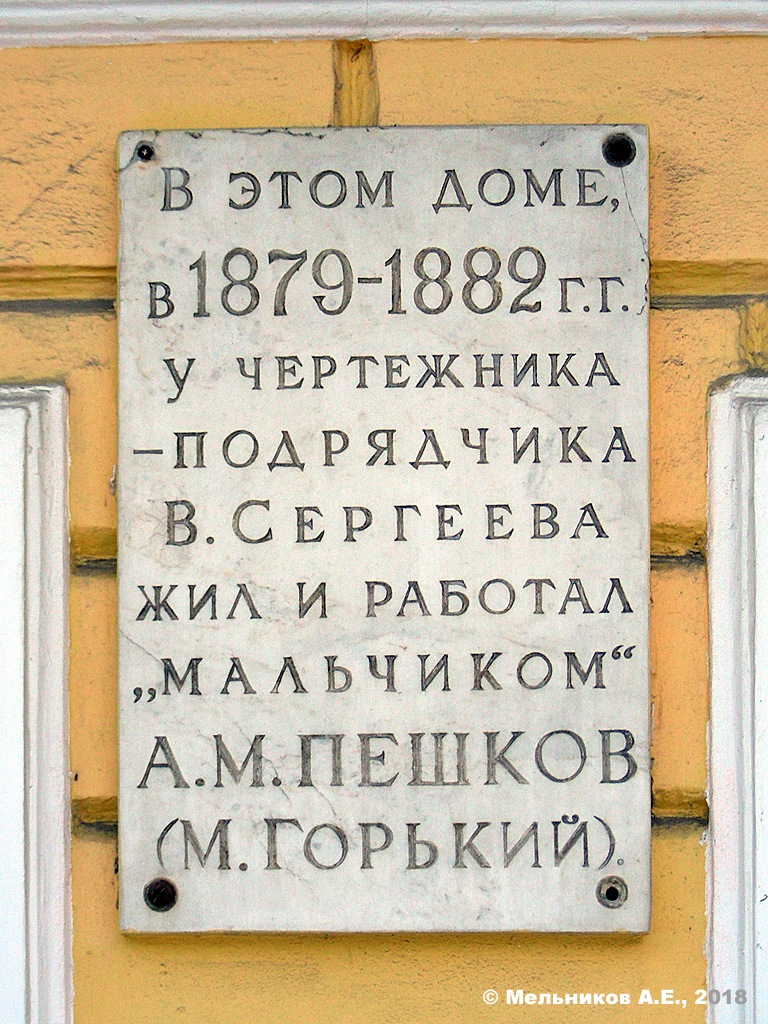 В ЭТОМ ДОМЕ,
в 1879-1882 г.г.
у ЧЕРТЕЖНИКА
–ПОДРЯДЧИКА
В. СЕРГЕЕВА
ЖИЛ И РАБОТАЛ
„МАЛЬЧИКОМ“
А.М. ПЕШКОВ
(М. ГОРЬКИЙ).
© Мельников А.Е., 2018